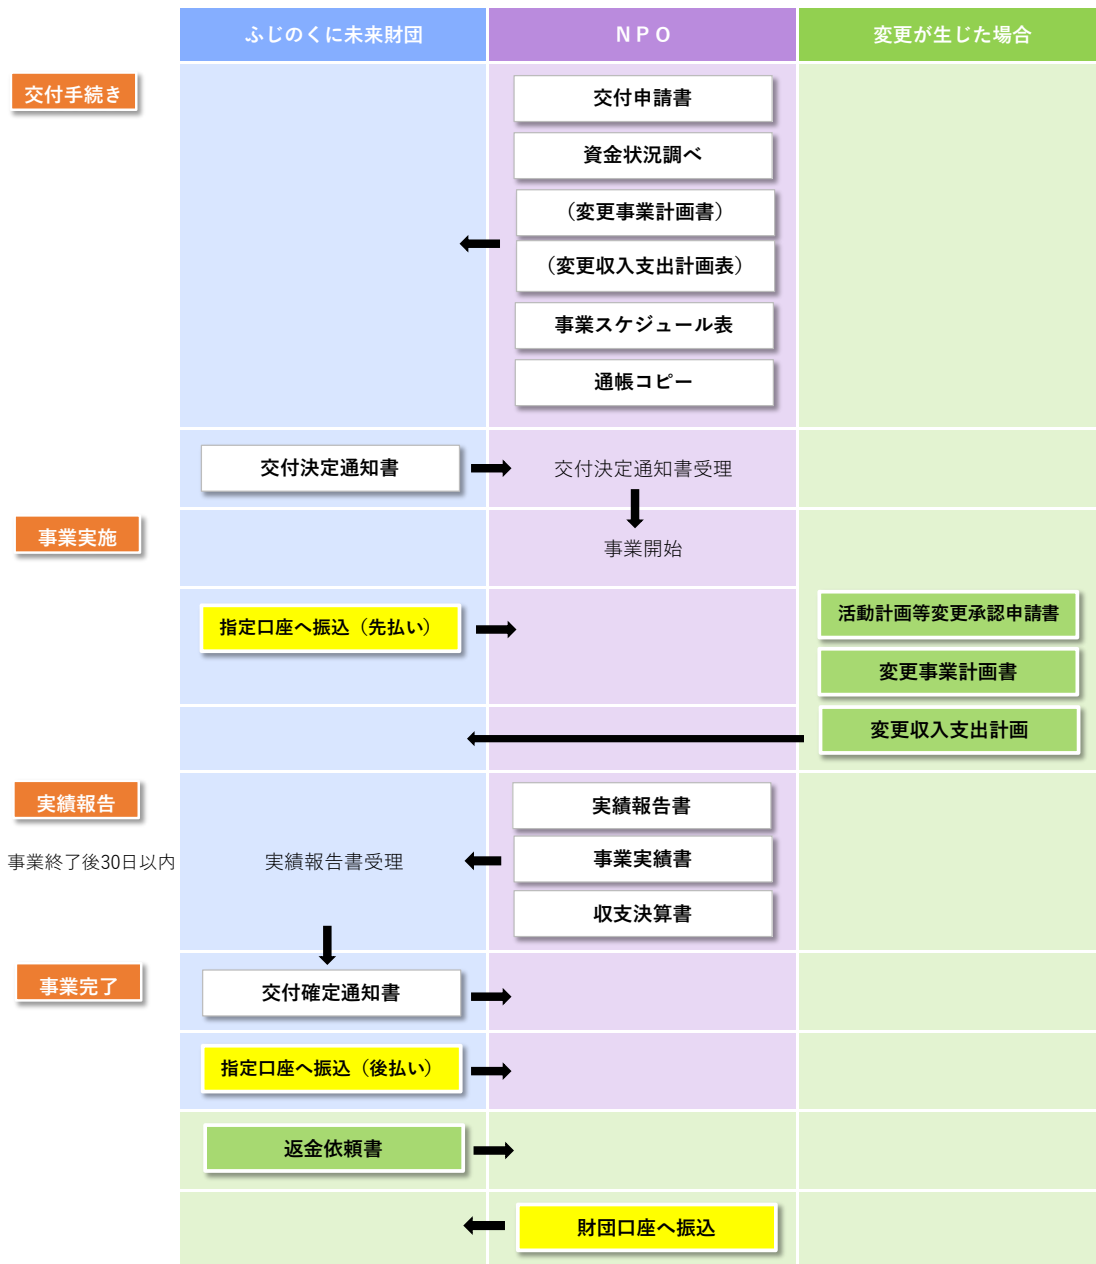 ふじのくに未来財団
ＮＰＯ
変更が生じた場合
交付手続き
交付申請書
資金状況調べ
（変更事業計画書）
（変更収入支出計画表）
事業スケジュール表
通帳コピー
交付決定通知書
交付決定通知書受理
事業実施
事業開始
指定口座へ振込（先払い）
活動計画等変更承認申請書
変更事業計画書
変更収入支出計画
実績報告
事業終了後30日以内
実績報告書受理
実績報告書
事業実績書
収支決算書
事業完了
交付確定通知書
指定口座へ振込（後払い）
返金依頼書
財団口座へ振込